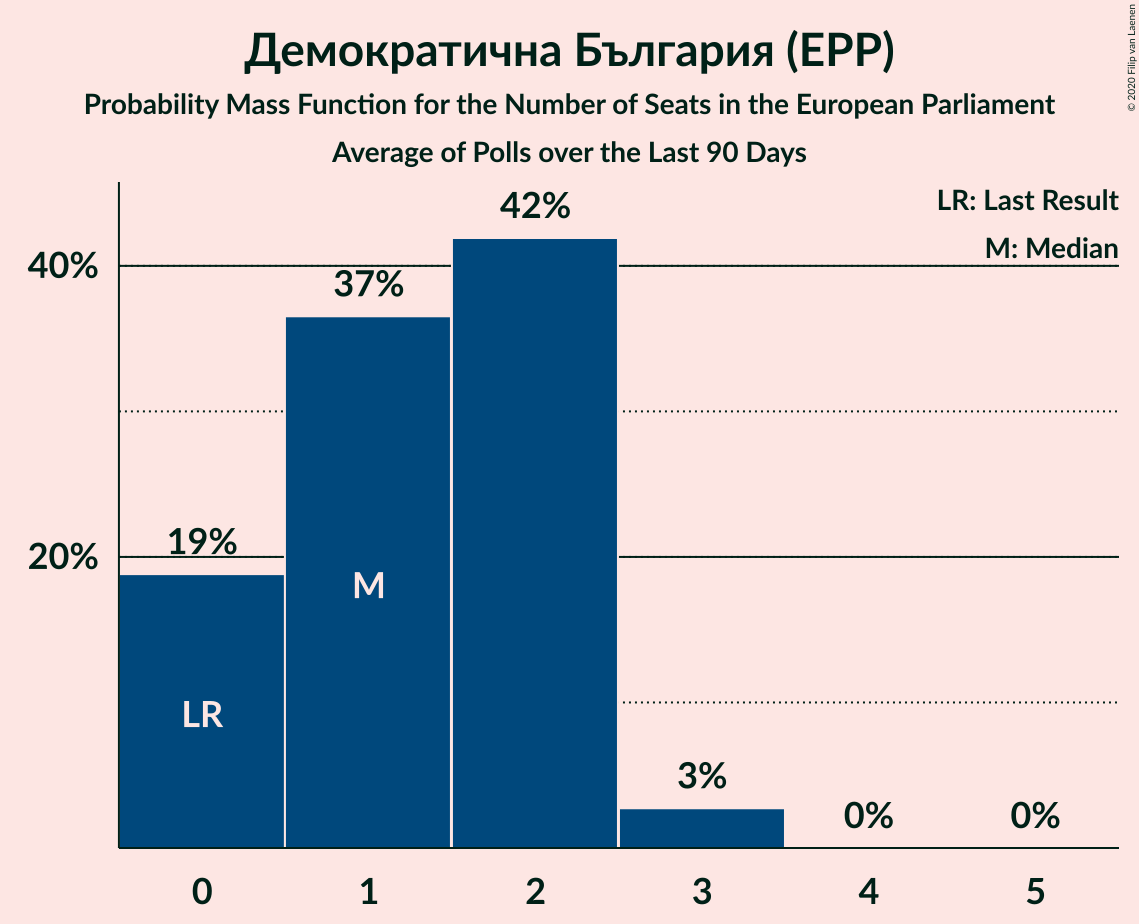 Демократична България (EPP)
Probability Mass Function for the Number of Seats in the European Parliament
Average of Polls over the Last 90 Days
© 2020 Filip van Laenen
LR: Last Result
M: Median
42%
40%
37%
19%
20%
M
LR
3%
0%
0%
0 1 2 3 4 5